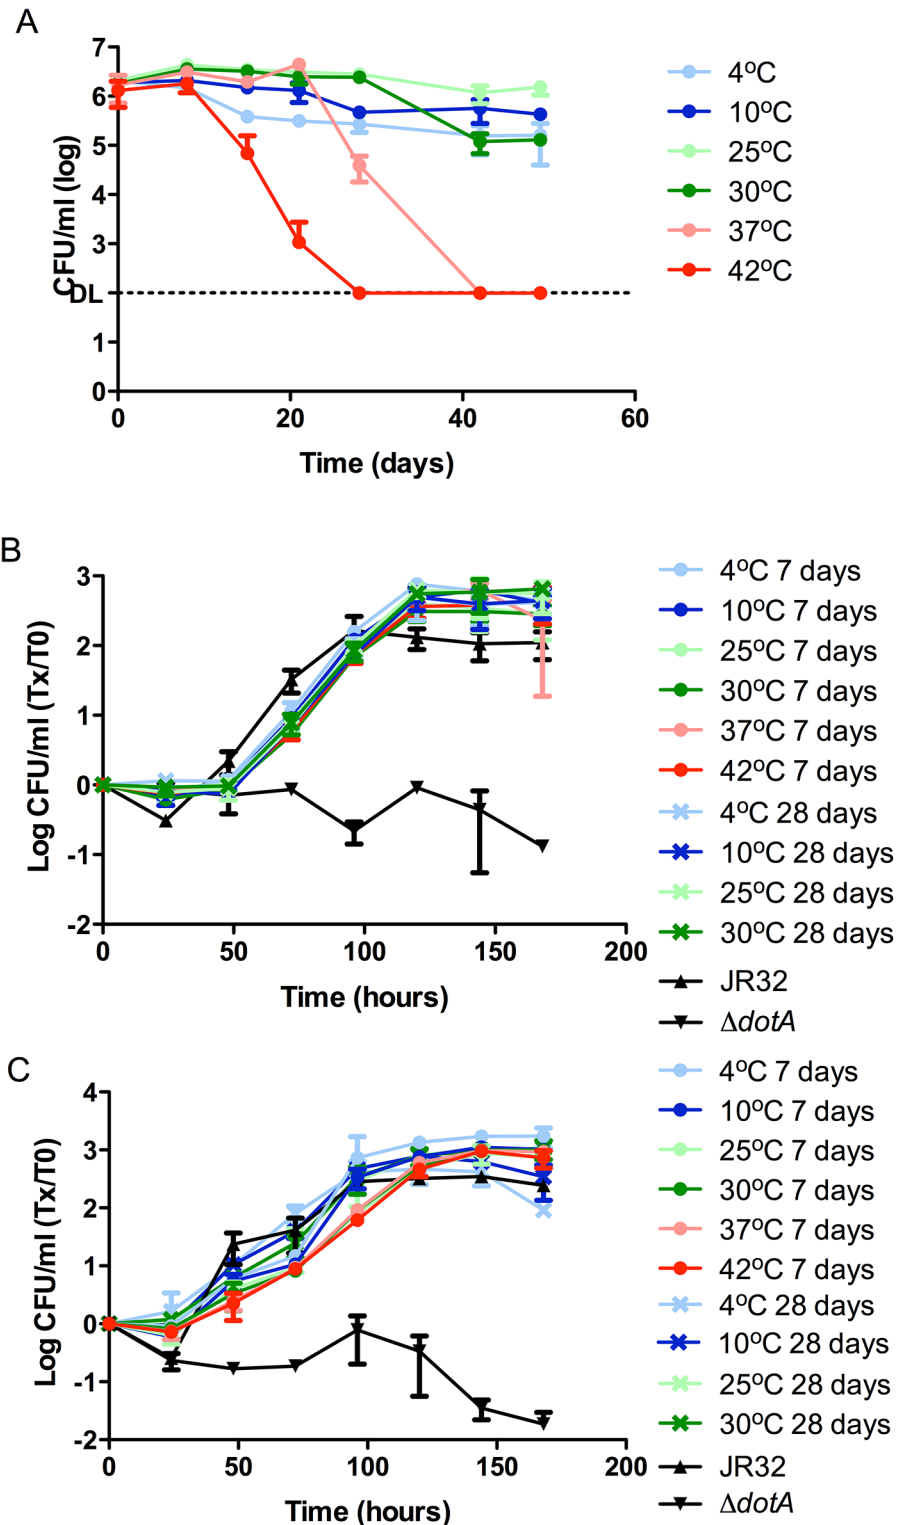 A
CFU/ml (log)
7
6
5
4
3
DL
1
0
0 20 40 60
Time (days)
4ºC
10ºC
25ºC
30ºC
37ºC
42ºC
B
Log CFU/ml (Tx/T0)
3
2
1
0
-1
-2
0 50 100 150 200
Time (hours)
4ºC 7 days
10ºC 7 days
25ºC 7 days
30ºC 7 days
37ºC 7 days
42ºC 7 days
4ºC 28 days
10ºC 28 days
25ºC 28 days
30ºC 28 days
JR32
ΔdotA
C
Log CFU/ml (Tx/T0)
4
3
2
1
0
-1
-2
0 50 100 150 200
Time (hours)
4ºC 7 days
10ºC 7 days
25ºC 7 days
30ºC 7 days
37ºC 7 days
42ºC 7 days
4ºC 28 days
10ºC 28 days
25ºC 28 days
30ºC 28 days
JR32
ΔdotA